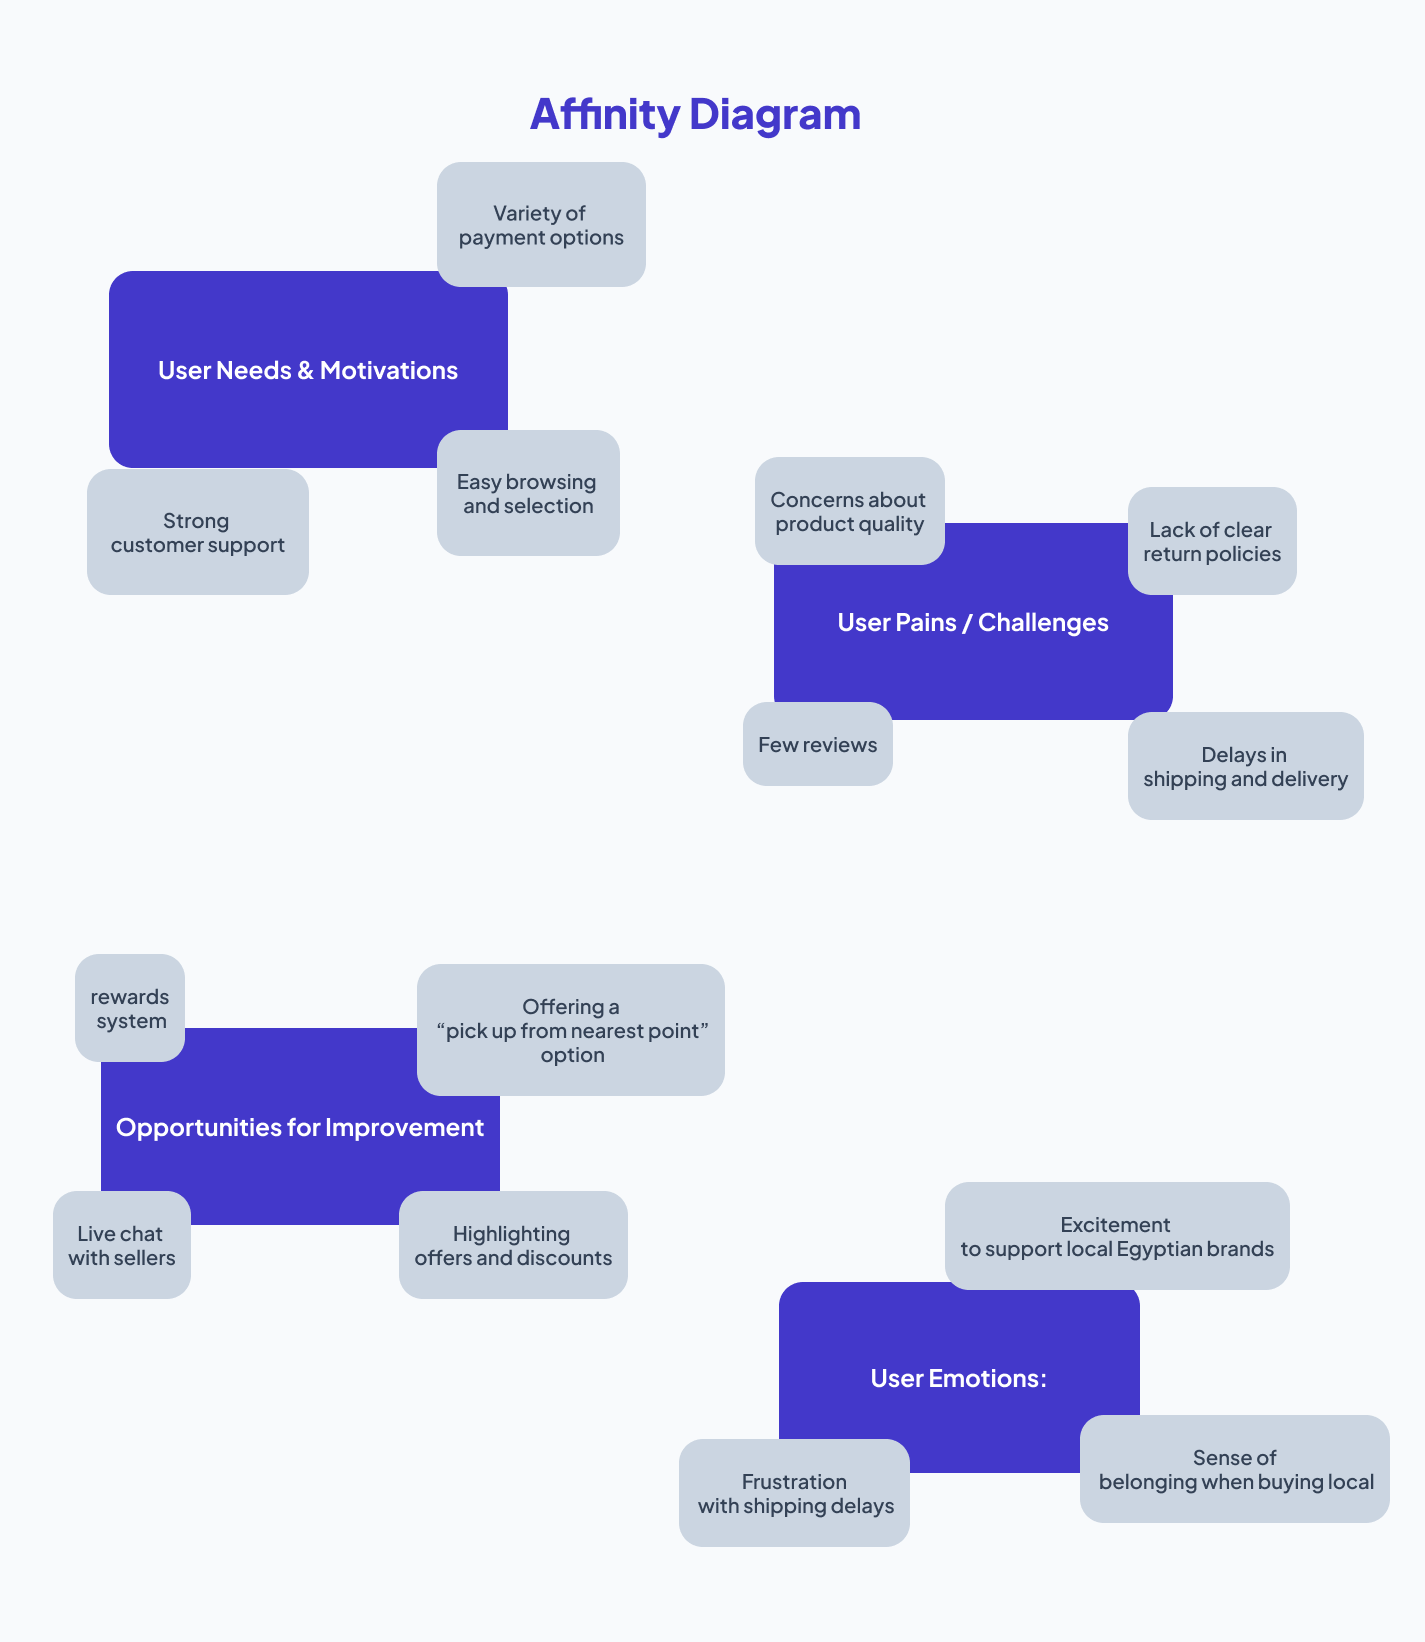 Affinity Diagram
Variety of
payment options
User Needs & Motivations
Easy browsing
and selection
Strong
customer support
Concerns about
product quality
Lack of clear
return policies
User Pains / Challenges
Few reviews
Delays in
shipping and delivery
rewards
system
Offering a
“pick up from nearest point”
option
Opportunities for Improvement
Live chat
with sellers
Highlighting
offers and discounts
Excitement
to support local Egyptian brands
User Emotions:
Sense of
belonging when buying local
Frustration
with shipping delays